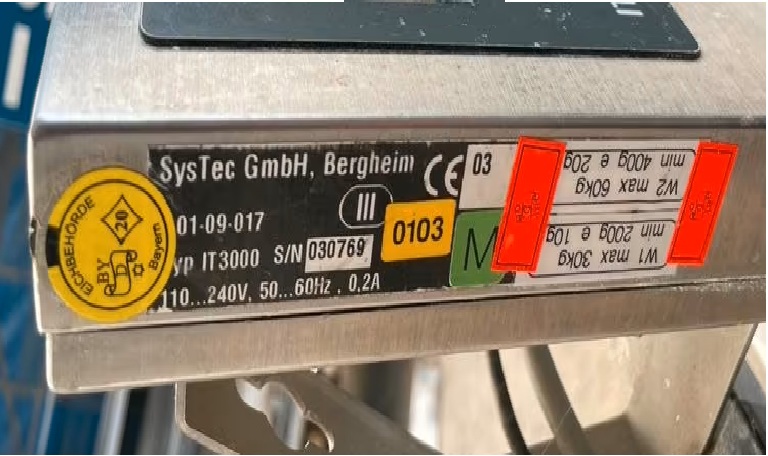 SysTec GmbH, Bergheim
CE 03
III
01-09-017
yp IT3000 S/N 030769
0103
M
110...240V, 50...60Hz , 0,2A
EICHBEHÖRDE
20
BY
D
e
Bayern
W1 max 30kg
min 200g e 10g
W2 max 60kg
min 400g e 20g